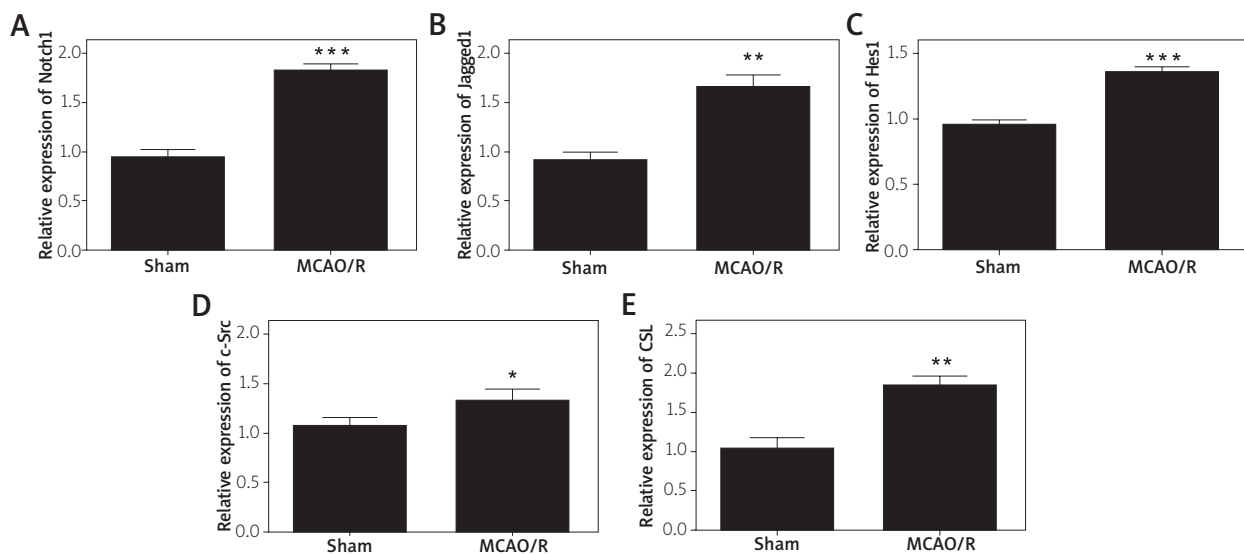 A
Relative expression of Notch1
2.0
1.5
1.0
0.5
0.0
***
Sham MCAO/R
B
Relative expression of Jagged1
2.0
1.5
1.0
0.5
0.0
**
Sham MCAO/R
C
Relative expression of Hes1
1.5
1.0
0.5
0.0
***
Sham MCAO/R
D
Relative expression of c-Src
2.0
1.5
1.0
0.5
0.0
*
Sham MCAO/R
E
Relative expression of CSL
2.5
2.0
1.5
1.0
0.5
0.0
**
Sham MCAO/R